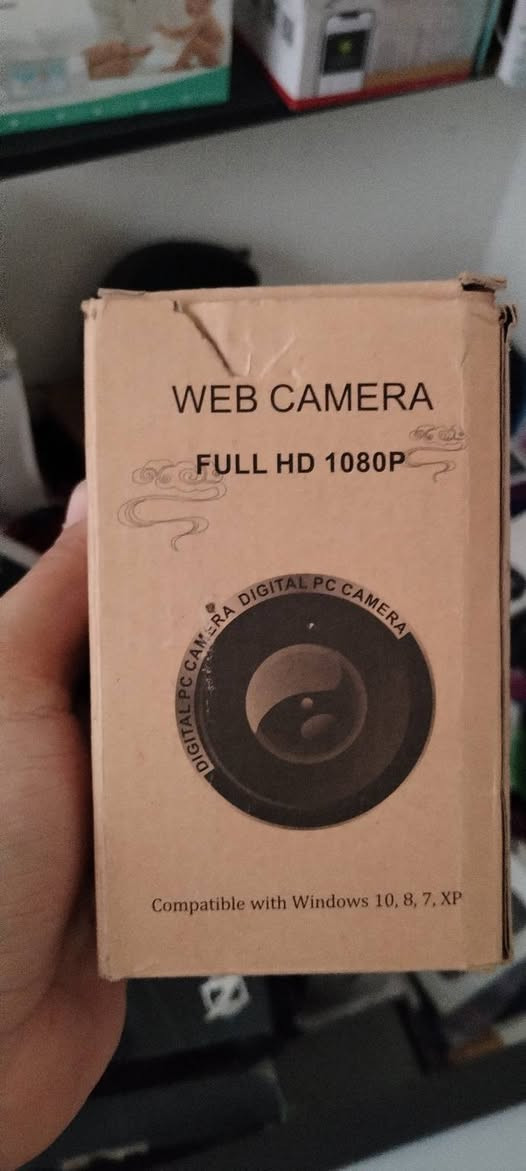 WEB CAMERA
FULL HD 1080P
DIGITAL PC CAMERA DIGITAL PC CAMERA
Compatible with Windows 10, 8, 7, XP